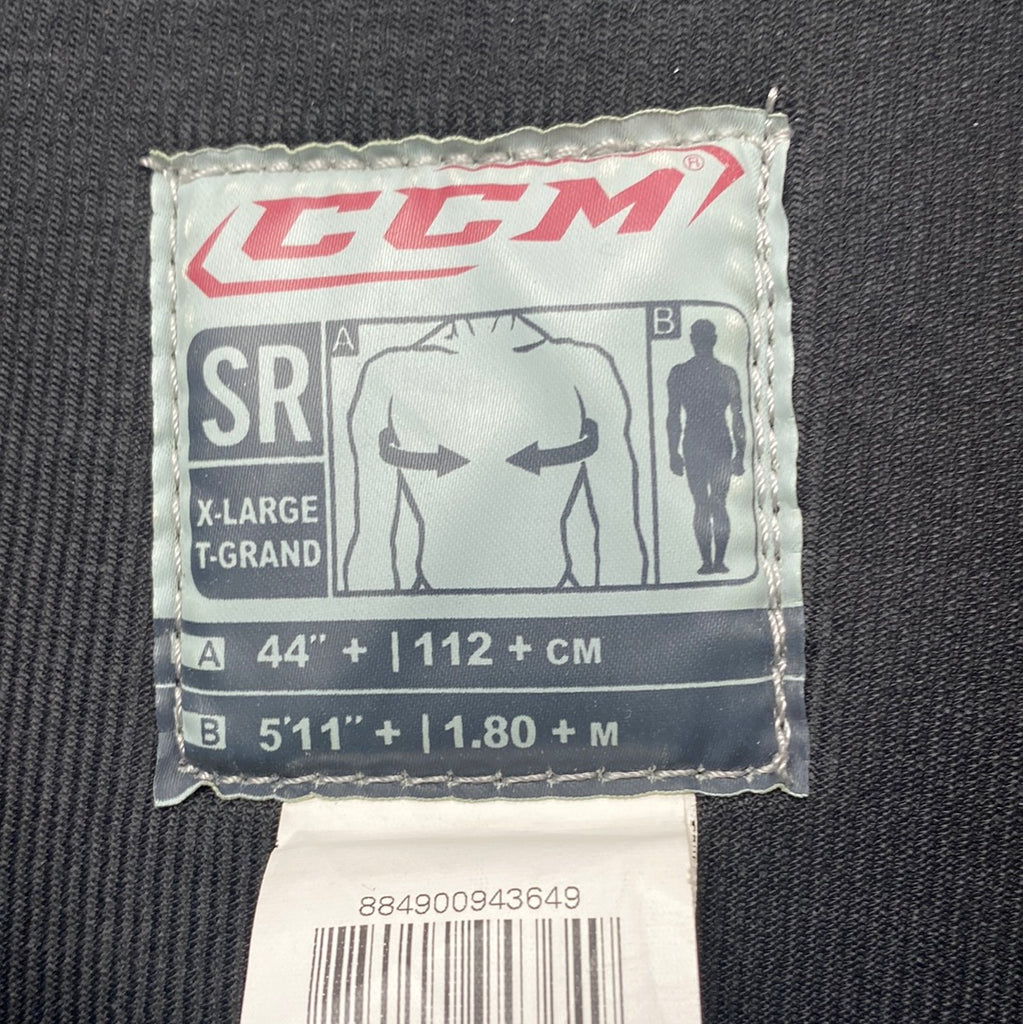 CCM®
SR
A
B
X-LARGE
T-GRAND
A 44" + | 112 + CM
B 5'11" + | 1.80 + M
884900943649